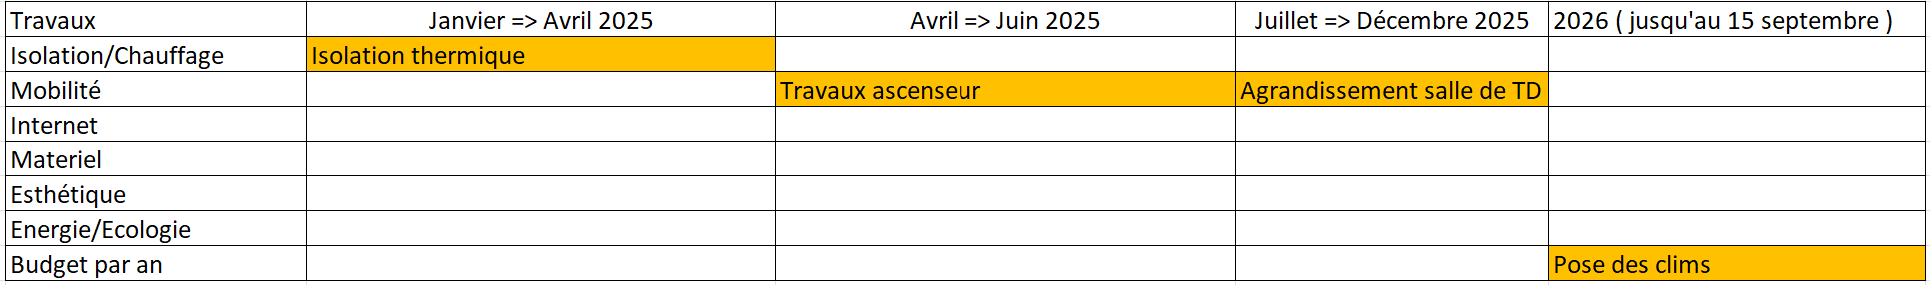 Travaux Janvier => Avril 2025 Avril => Juin 2025 Juillet => Décembre 2025 2026 ( jusqu'au 15 septembre )
Isolation/Chauffage Isolation thermique
Mobilité Travaux ascenseur Agrandissement salle de TD
Internet
Materiel
Esthétique
Energie/Ecologie
Budget par an Pose des clims